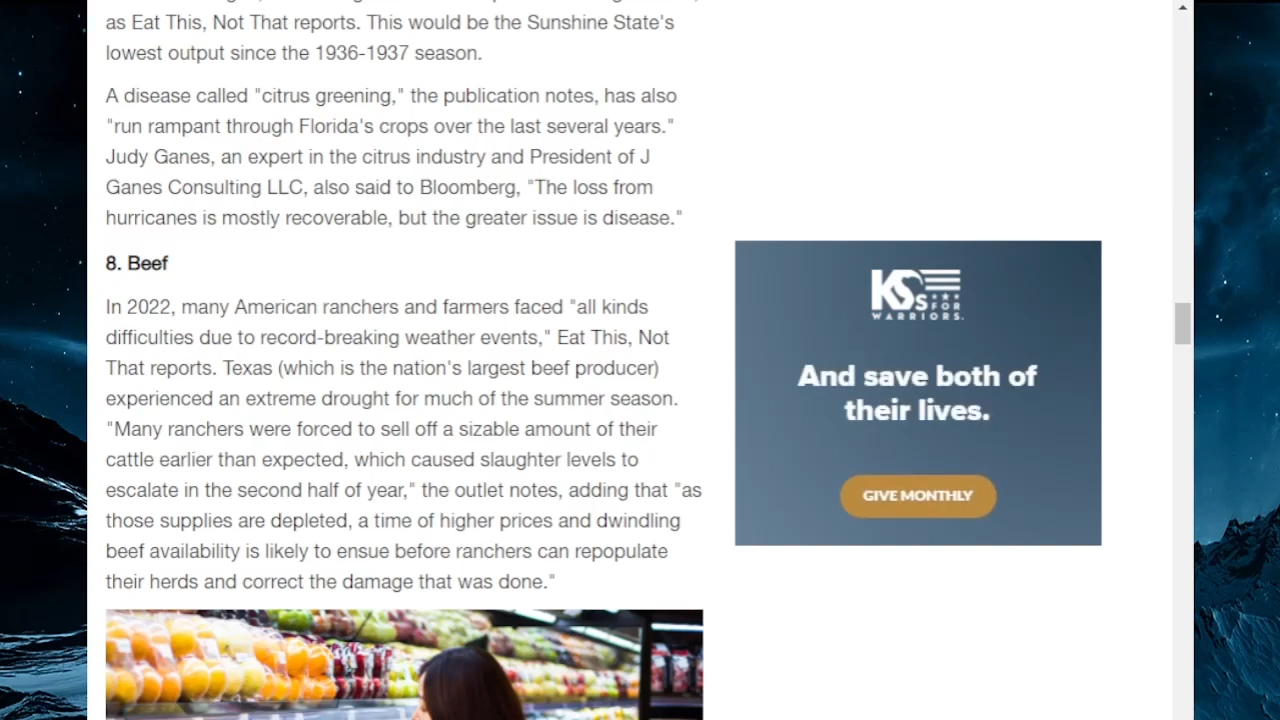 as Eat This, Not That reports. This would be the Sunshine State's
lowest output since the 1936-1937 season.
A disease called "citrus greening," the publication notes, has also
"run rampant through Florida's crops over the last several years."
Judy Ganes, an expert in the citrus industry and President of J
Ganes Consulting LLC, also said to Bloomberg, "The loss from
hurricanes is mostly recoverable, but the greater issue is disease."
8. Beef
In 2022, many American ranchers and farmers faced "all kinds
difficulties due to record-breaking weather events," Eat This, Not
That reports. Texas (which is the nation's largest beef producer)
experienced an extreme drought for much of the summer season.
"Many ranchers were forced to sell off a sizable amount of their
cattle earlier than expected, which caused slaughter levels to
escalate in the second half of year," the outlet notes, adding that "as
those supplies are depleted, a time of higher prices and dwindling
beef availability is likely to ensue before ranchers can repopulate
their herds and correct the damage that was done."
K9s
FOR
WARRIORS.
And save both of
their lives.
GIVE MONTHLY